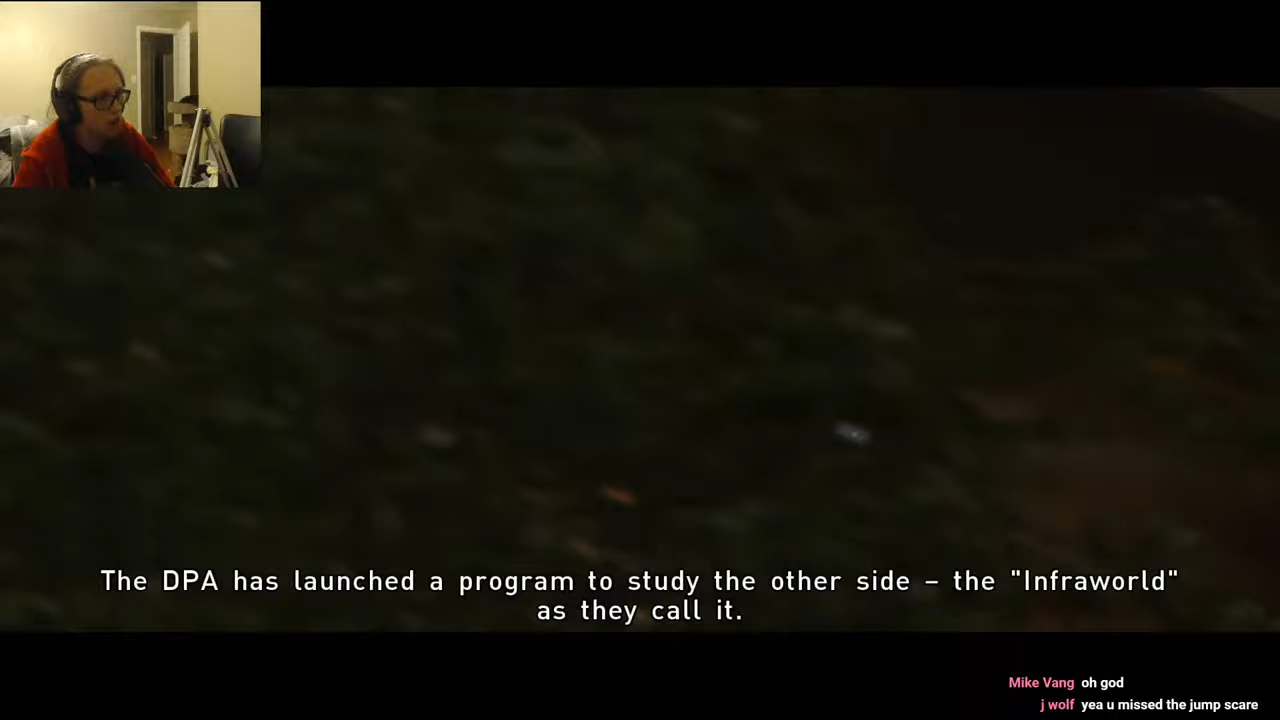 The DPA has launched a program to study the other side – the "Infraworld"
as they call it.
Mike Vang oh god
j wolf yea u missed the jump scare